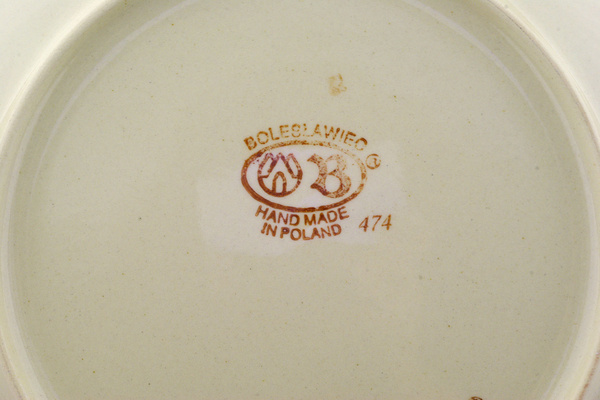 BOLESLAWIEC ®
B
HAND MADE
IN POLAND 474